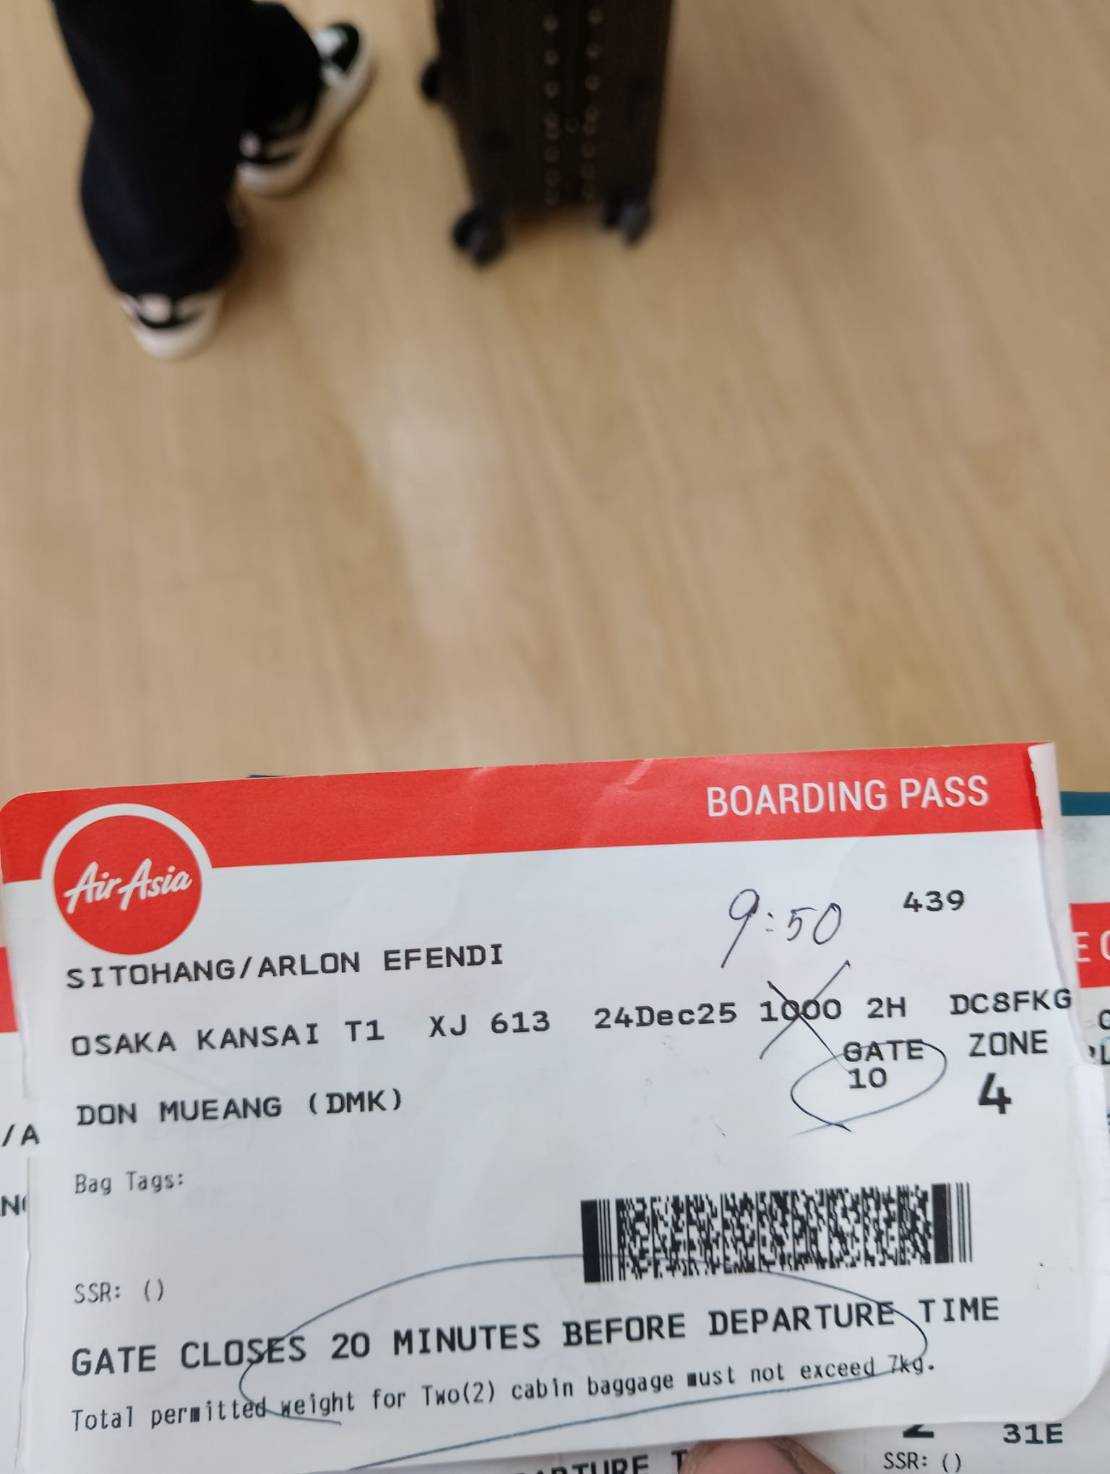 BOARDING PASS
AirAsia
9:50 439
SITOHANG/ARLON EFENDI
OSAKA KANSAI T1 XJ 613 24Dec25 1000 2H DC8FKG
GATE ZONE
DON MUEANG (DMK) 10 4
Bag Tags:
SSR: ()
GATE CLOSES 20 MINUTES BEFORE DEPARTURE TIME
Total permitted weight for Two(2) cabin baggage must not exceed 7kg.
/A
31E
SSR: ()